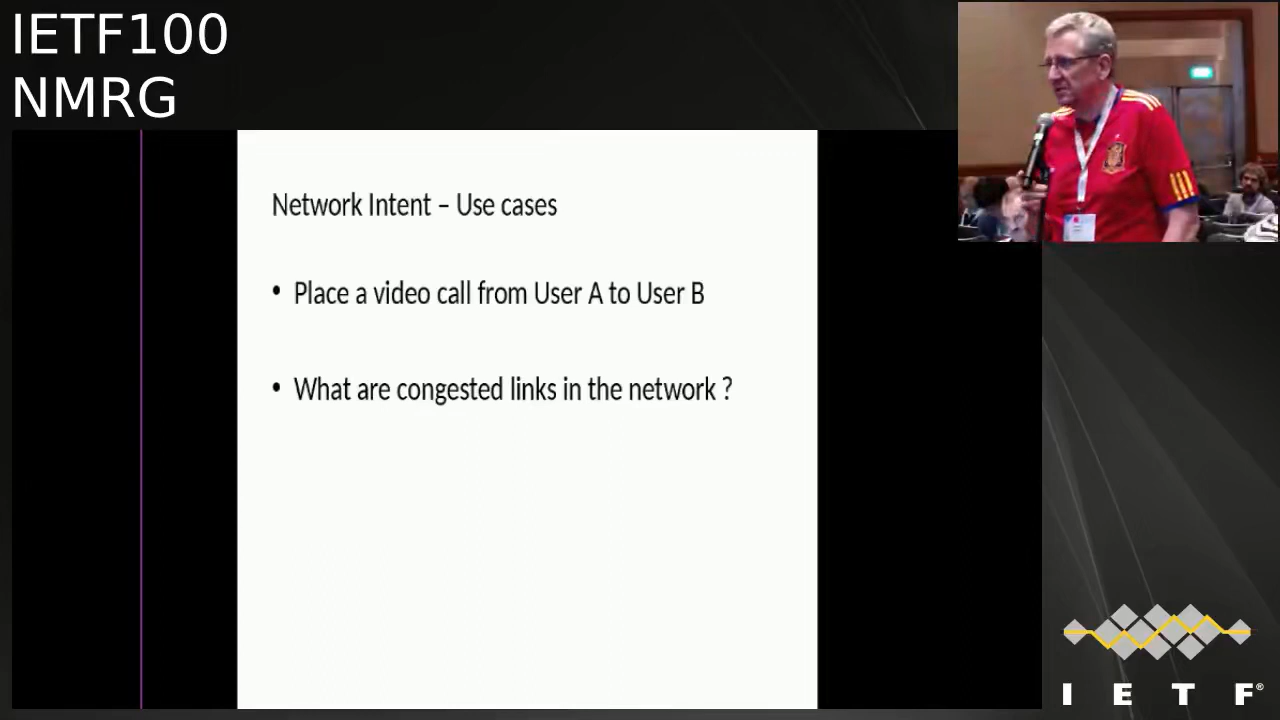 IETF100
NMRG
Network Intent – Use cases
• Place a video call from User A to User B
• What are congested links in the network ?
I E T F®